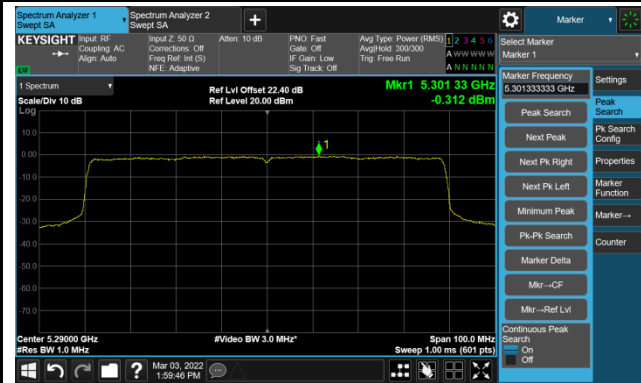 Spectrum Analyzer 1
Swept SA
Spectrum Analyzer 2
Swept SA
+
Marker
KEYSIGHT
Input: RF
Coupling: AC
Align: Auto
Input Z: 50 Ω
Corrections: Off
Freq Ref: Int (S)
NFE: Adaptive
Atten: 10 dB
PNO: Fast
Gate: Off
IF Gain: Low
Sig Track: Off
Avg Type: Power (RMS)
Avg|Hold: 300/300
Trig: Free Run
1 2 3 4 5 6
A W W W W W
A N N N N N
LXI
Select Marker
Marker 1
1 Spectrum
Scale/Div 10 dB
Log
Ref Lvl Offset 22.40 dB
Ref Level 20.00 dBm
Mkr1 5.301 33 GHz
-0.312 dBm
10.0
0.00
-10.0
-20.0
-30.0
-40.0
-50.0
-60.0
-70.0
1
Center 5.29000 GHz
#Res BW 1.0 MHz
#Video BW 3.0 MHz*
Span 100.0 MHz
Sweep 1.00 ms (601 pts)
Marker Frequency
5.301333333 GHz
Peak Search
Next Peak
Next Pk Right
Next Pk Left
Minimum Peak
Pk-Pk Search
Marker Delta
Mkr→CF
Mkr→Ref Lvl
Continuous Peak
Search
On
Off
Settings
Peak
Search
Pk Search
Config
Properties
Marker
Function
Marker→
Counter
?
Mar 03, 2022
1:59:46 PM